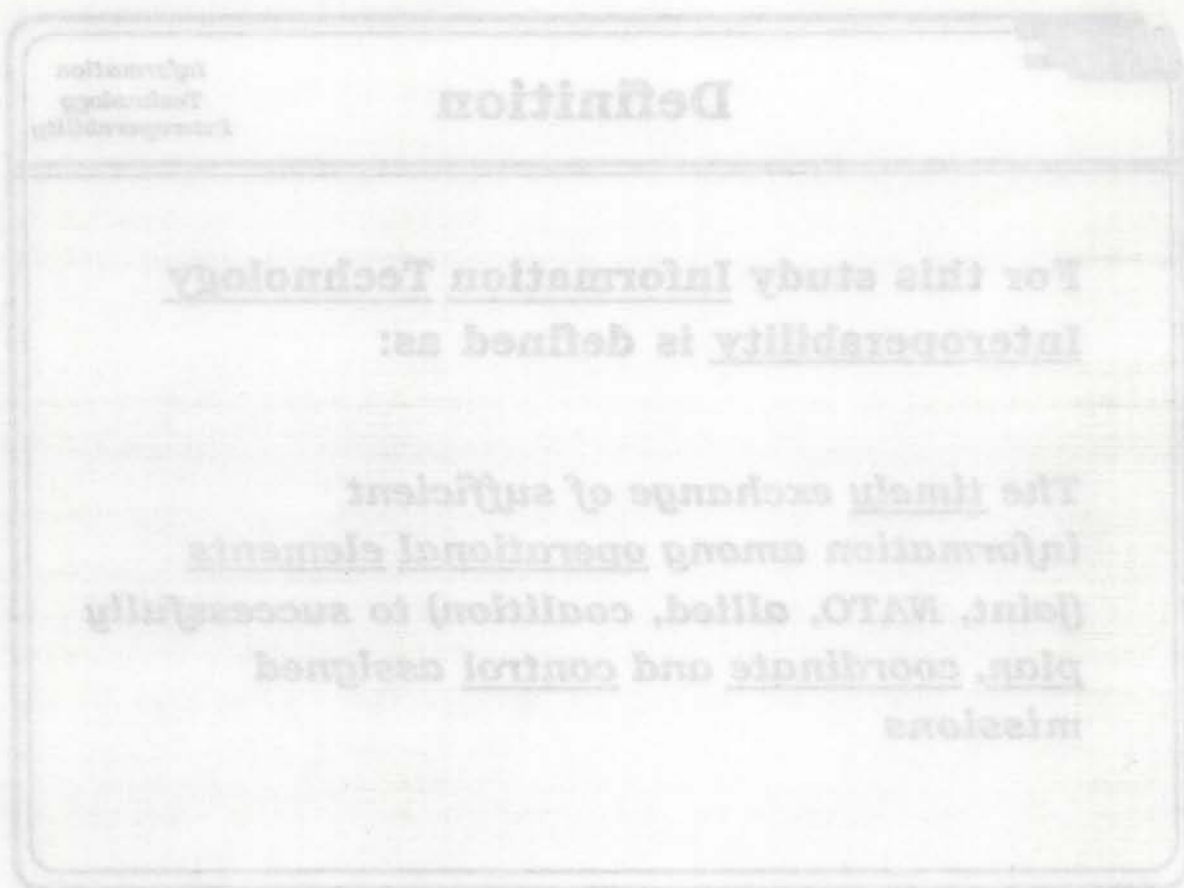 Information
Technology
Interoperability
Definition
For this study Information Technology
Interoperability is defined as:
The timely exchange of sufficient
information among operational elements
(joint, NATO, allied, coalition) to successfully
plan, coordinate and control assigned
missions